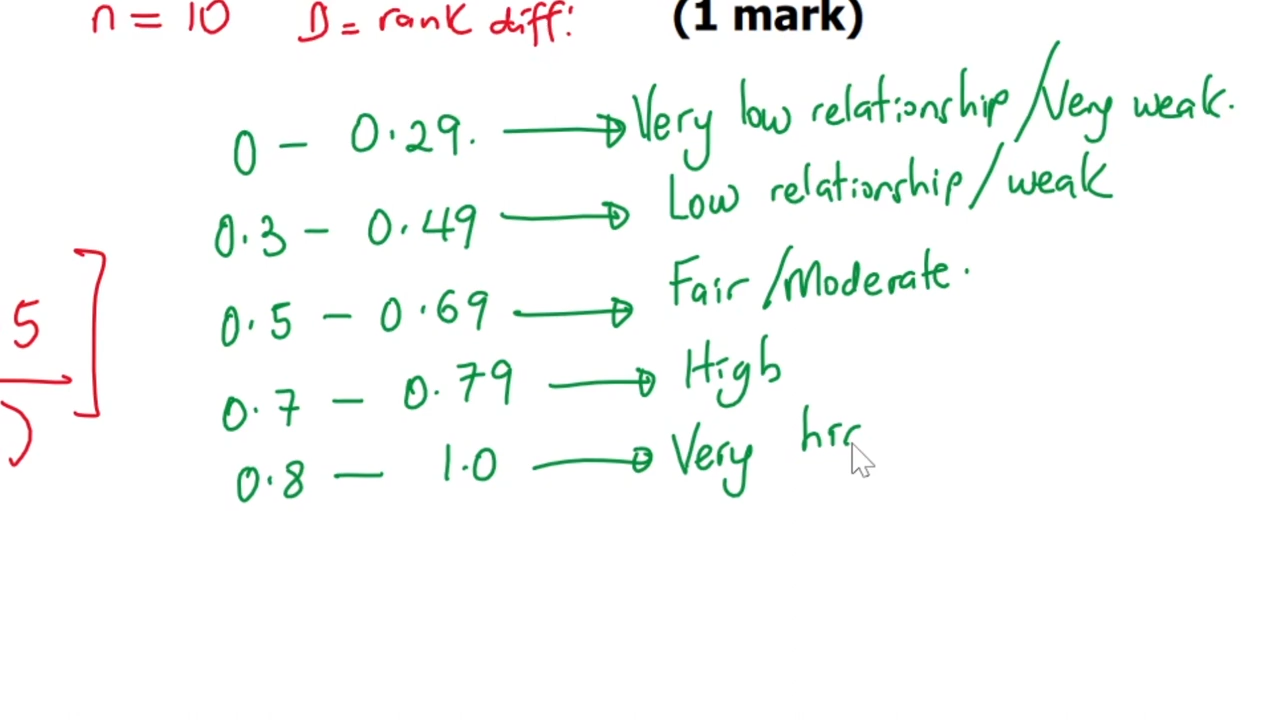 n = 10 D = rank diff: (1 mark)
0 – 0.29. → Very low relationship / Very weak.
0.3 – 0.49 → Low relationship / weak
0.5 – 0.69 → Fair / Moderate.
5
0.7 – 0.79 → High
)
0.8 – 1.0 → Very